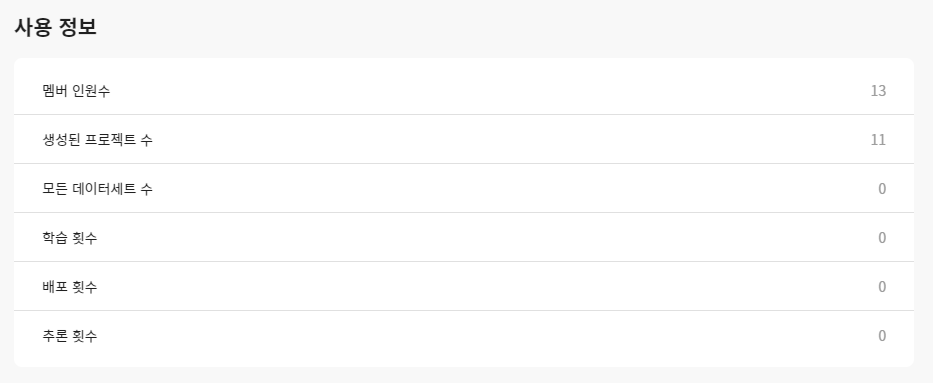 사용 정보
멤버 인원수 13
생성된 프로젝트 수 11
모든 데이터세트 수 0
학습 횟수 0
배포 횟수 0
추론 횟수 0